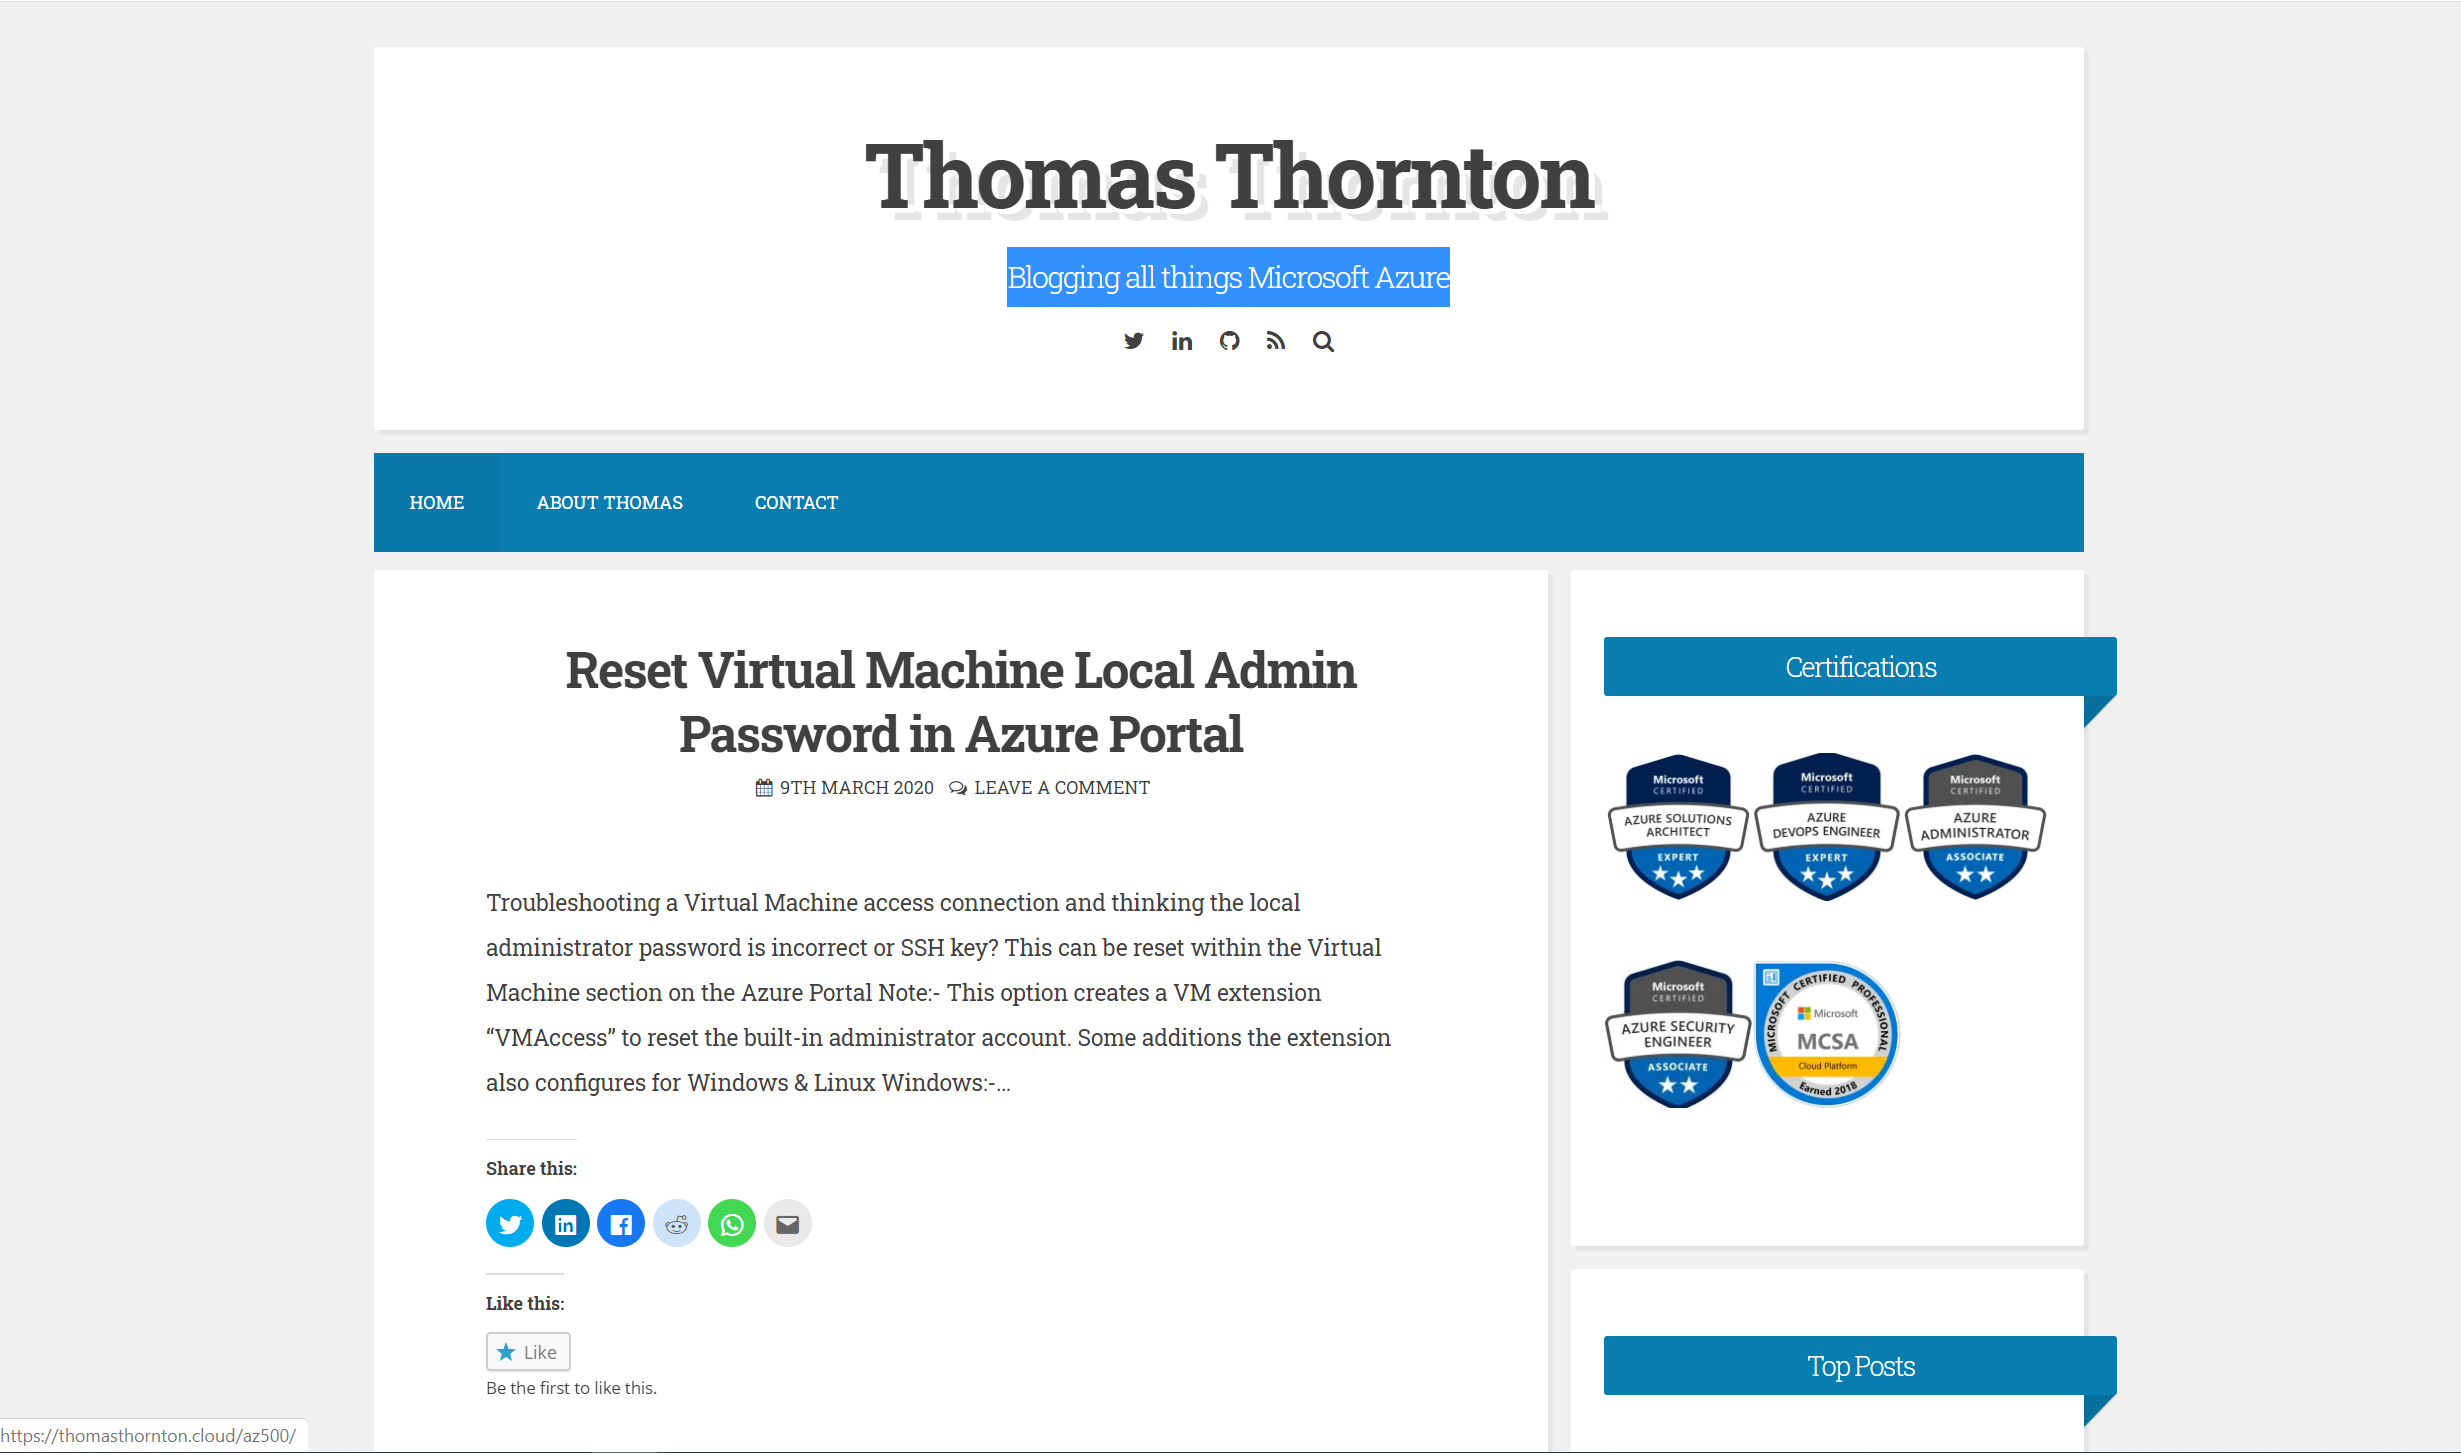 Thomas Thornton
Blogging all things Microsoft Azure
HOME
ABOUT THOMAS
CONTACT
Reset Virtual Machine Local Admin
Password in Azure Portal
9TH MARCH 2020
LEAVE A COMMENT
Troubleshooting a Virtual Machine access connection and thinking the local
administrator password is incorrect or SSH key? This can be reset within the Virtual
Machine section on the Azure Portal Note:- This option creates a VM extension
“VMAccess” to reset the built-in administrator account. Some additions the extension
also configures for Windows & Linux Windows:-…
Share this:
Like this:
Like
Be the first to like this.
Certifications
Microsoft
CERTIFIED
AZURE SOLUTIONS
ARCHITECT
EXPERT
Microsoft
CERTIFIED
AZURE
DEVOPS ENGINEER
EXPERT
Microsoft
CERTIFIED
AZURE
ADMINISTRATOR
ASSOCIATE
Microsoft
CERTIFIED
AZURE SECURITY
ENGINEER
ASSOCIATE
MICROSOFT CERTIFIED PROFESSIONAL
Microsoft
MCSA
Cloud Platform
Earned 2018
Top Posts
https://thomasthornton.cloud/az500/